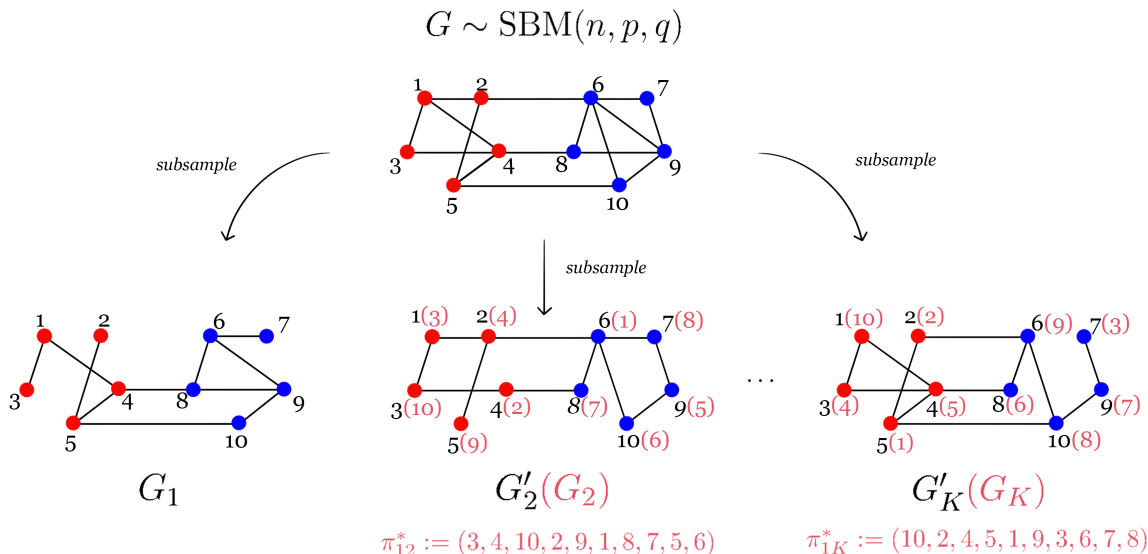 G ∼ SBM(n, p, q)
1 2 6 7
subsample subsample
3 4 8 9
5 10
subsample
1 2 6 7
3 4 8 9
5 10
1(3) 2(4) 6(1) 7(8)
3(10) 4(2) 8(7) 9(5)
5(9) 10(6)
...
1(10) 2(2) 6(9) 7(3)
3(4) 4(5) 8(6) 9(7)
5(1) 10(8)
G₁ G′₂(G₂) G′_K(G_K)
π*₁₂ := (3, 4, 10, 2, 9, 1, 8, 7, 5, 6) π*_{1K} := (10, 2, 4, 5, 1, 9, 3, 6, 7, 8)